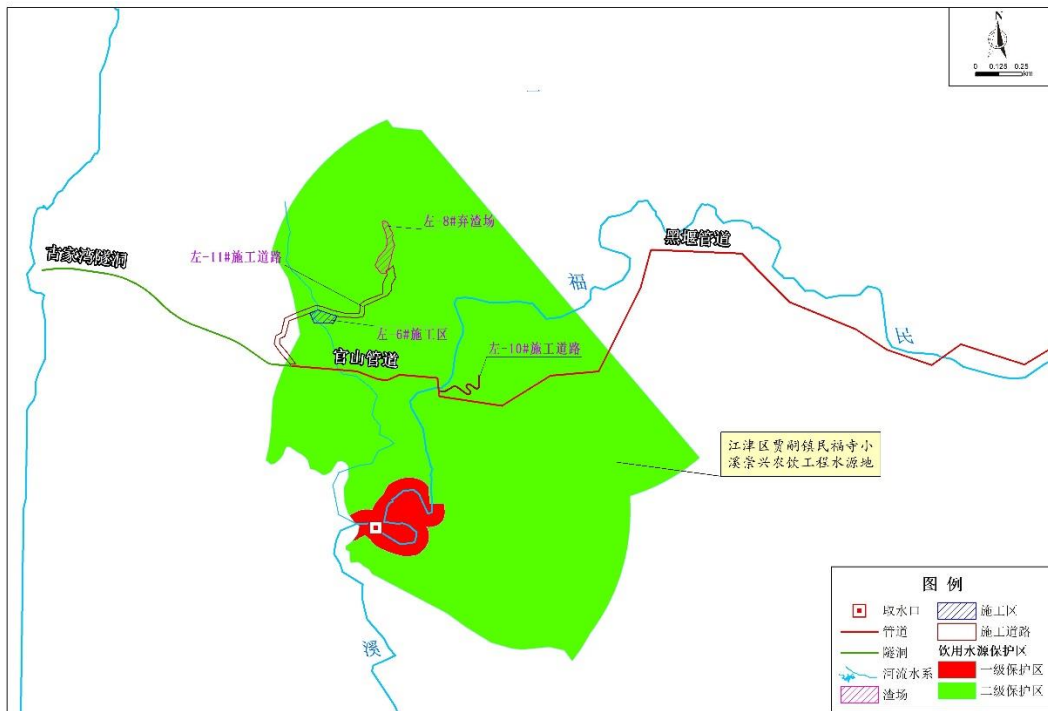 N
0 0.125 0.25
km
一
左-8#弃渣场
黑堰管道
古家湾隧洞
左-11#施工道路
福
左-6#施工区
民
官山管道
左-10#施工道路
江津区贾嗣镇民福寺小
溪崇兴农饮工程水源地
溪
图 例
取水口
施工区
管道
施工道路
隧洞
饮用水源保护区
河流水系
一级保护区
渣场
二级保护区